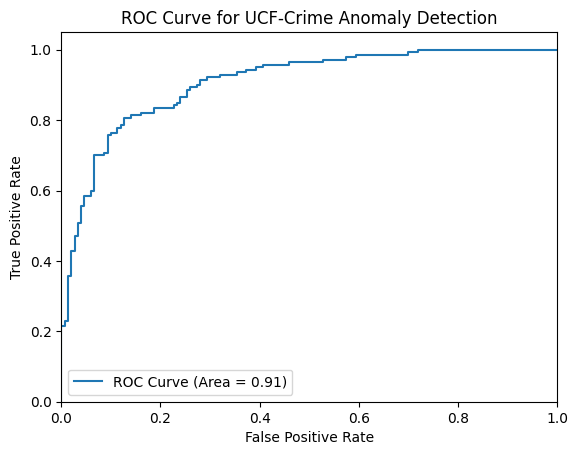 ROC Curve for UCF-Crime Anomaly Detection
True Positive Rate
1.0
0.8
0.6
0.4
0.2
0.0
ROC Curve (Area = 0.91)
0.0 0.2 0.4 0.6 0.8 1.0
False Positive Rate